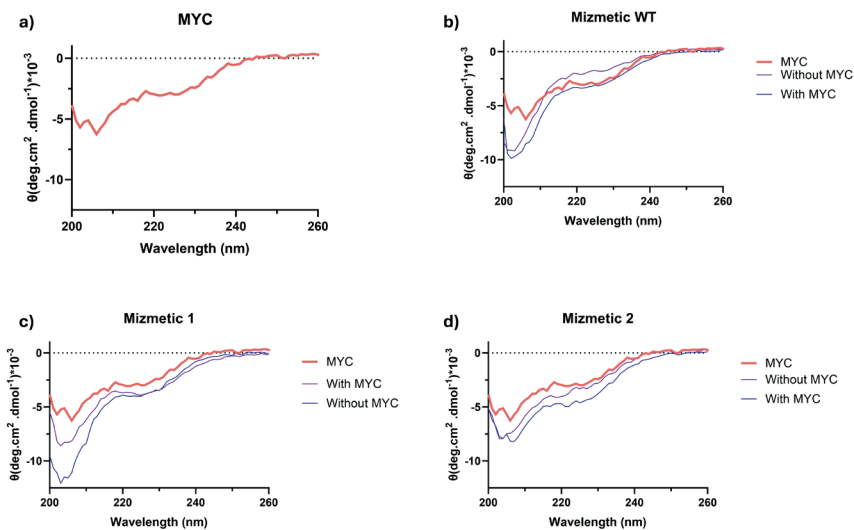 a)
MYC
θ(deg.cm² .dmol⁻¹)*10⁻³
0
-5
-10
200
220
240
260
Wavelength (nm)
b)
Mizmetic WT
θ(deg.cm² .dmol⁻¹)*10⁻³
0
-5
-10
200
220
240
260
Wavelength (nm)
MYC
Without MYC
With MYC
c)
Mizmetic 1
θ(deg.cm² .dmol⁻¹)*10⁻³
0
-5
-10
200
220
240
260
Wavelength (nm)
MYC
With MYC
Without MYC
d)
Mizmetic 2
θ(deg.cm² .dmol⁻¹)*10⁻³
0
-5
-10
200
220
240
260
Wavelength (nm)
MYC
Without MYC
With MYC